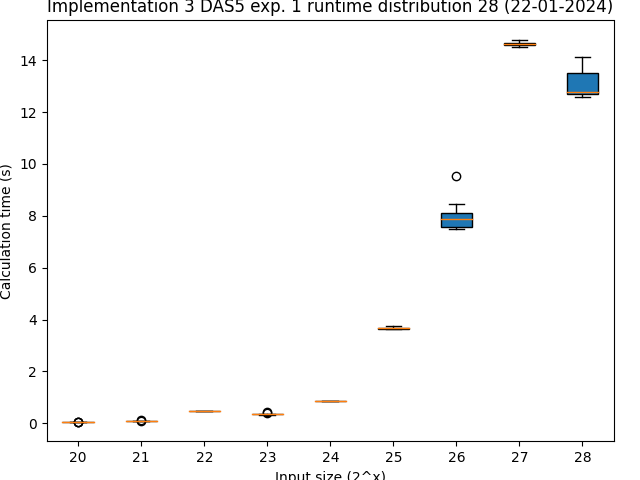 Implementation 3 DAS5 exp. 1 runtime distribution 28 (22-01-2024)
Calculation time (s)
14
12
10
8
6
4
2
0
20 21 22 23 24 25 26 27 28
Input size (2^x)